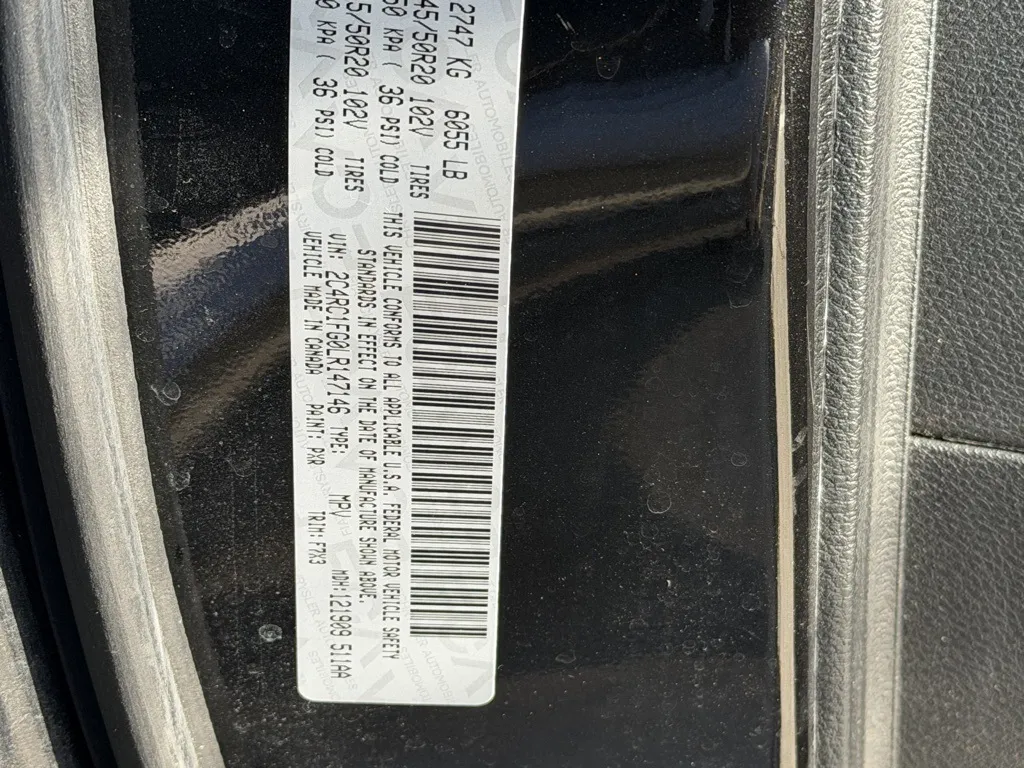 2747 KG 6055 LB
45/50R20 102V TIRES
50 KPA ( 36 PSI) COLD
5/50R20 102V TIRES
0 KPA ( 36 PSI) COLD
THIS VEHICLE CONFORMS TO ALL APPLICABLE U.S.A. FEDERAL MOTOR VEHICLE SAFETY
STANDARDS IN EFFECT ON THE DATE OF MANUFACTURE SHOWN ABOVE.
VIN: 2C4RC1FG0LR147146 TYPE: MPV MDH:121909 511AA
VEHICLE MADE IN CANADA PAINT: PXR TRIM: F7X3